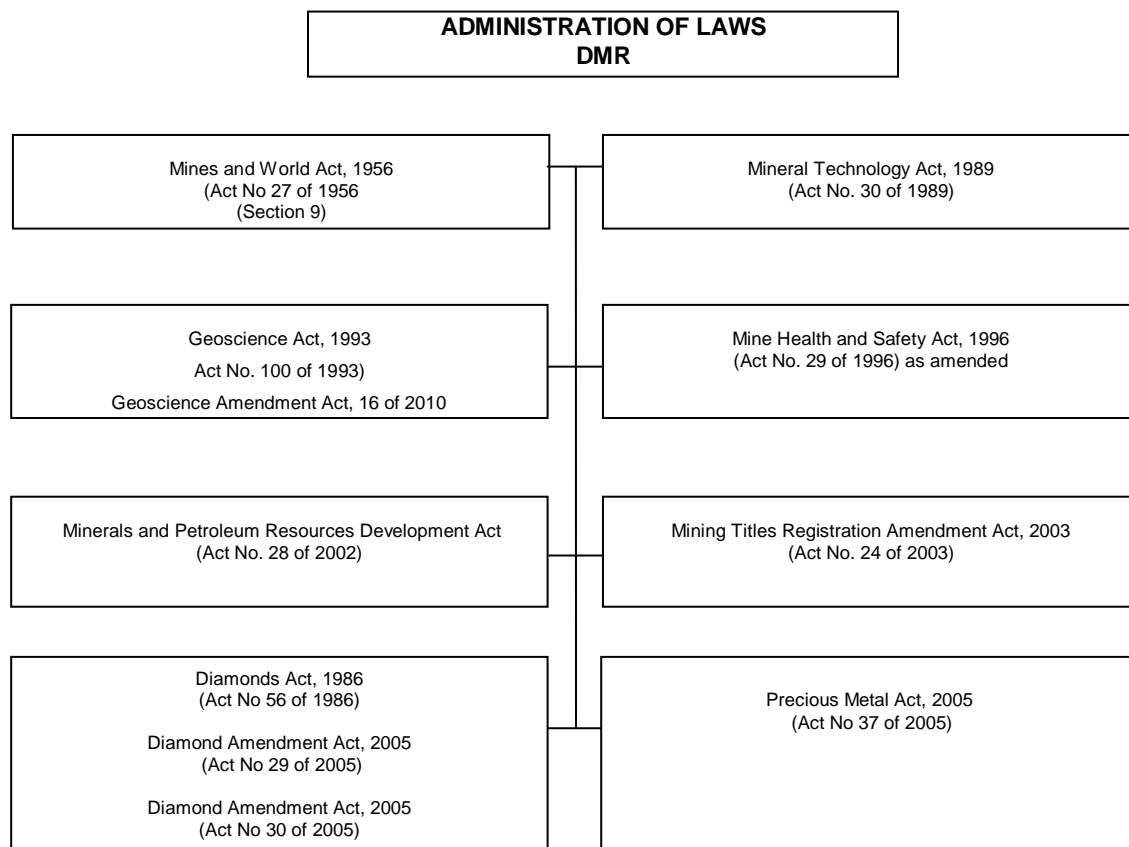 ADMINISTRATION OF LAWS
DMR
Mines and World Act, 1956
(Act No 27 of 1956
(Section 9)
Mineral Technology Act, 1989
(Act No. 30 of 1989)
Geoscience Act, 1993
Act No. 100 of 1993)
Geoscience Amendment Act, 16 of 2010
Mine Health and Safety Act, 1996
(Act No. 29 of 1996) as amended
Minerals and Petroleum Resources Development Act
(Act No. 28 of 2002)
Mining Titles Registration Amendment Act, 2003
(Act No. 24 of 2003)
Diamonds Act, 1986
(Act No 56 of 1986)
Diamond Amendment Act, 2005
(Act No 29 of 2005)
Diamond Amendment Act, 2005
(Act No 30 of 2005)
Precious Metal Act, 2005
(Act No 37 of 2005)